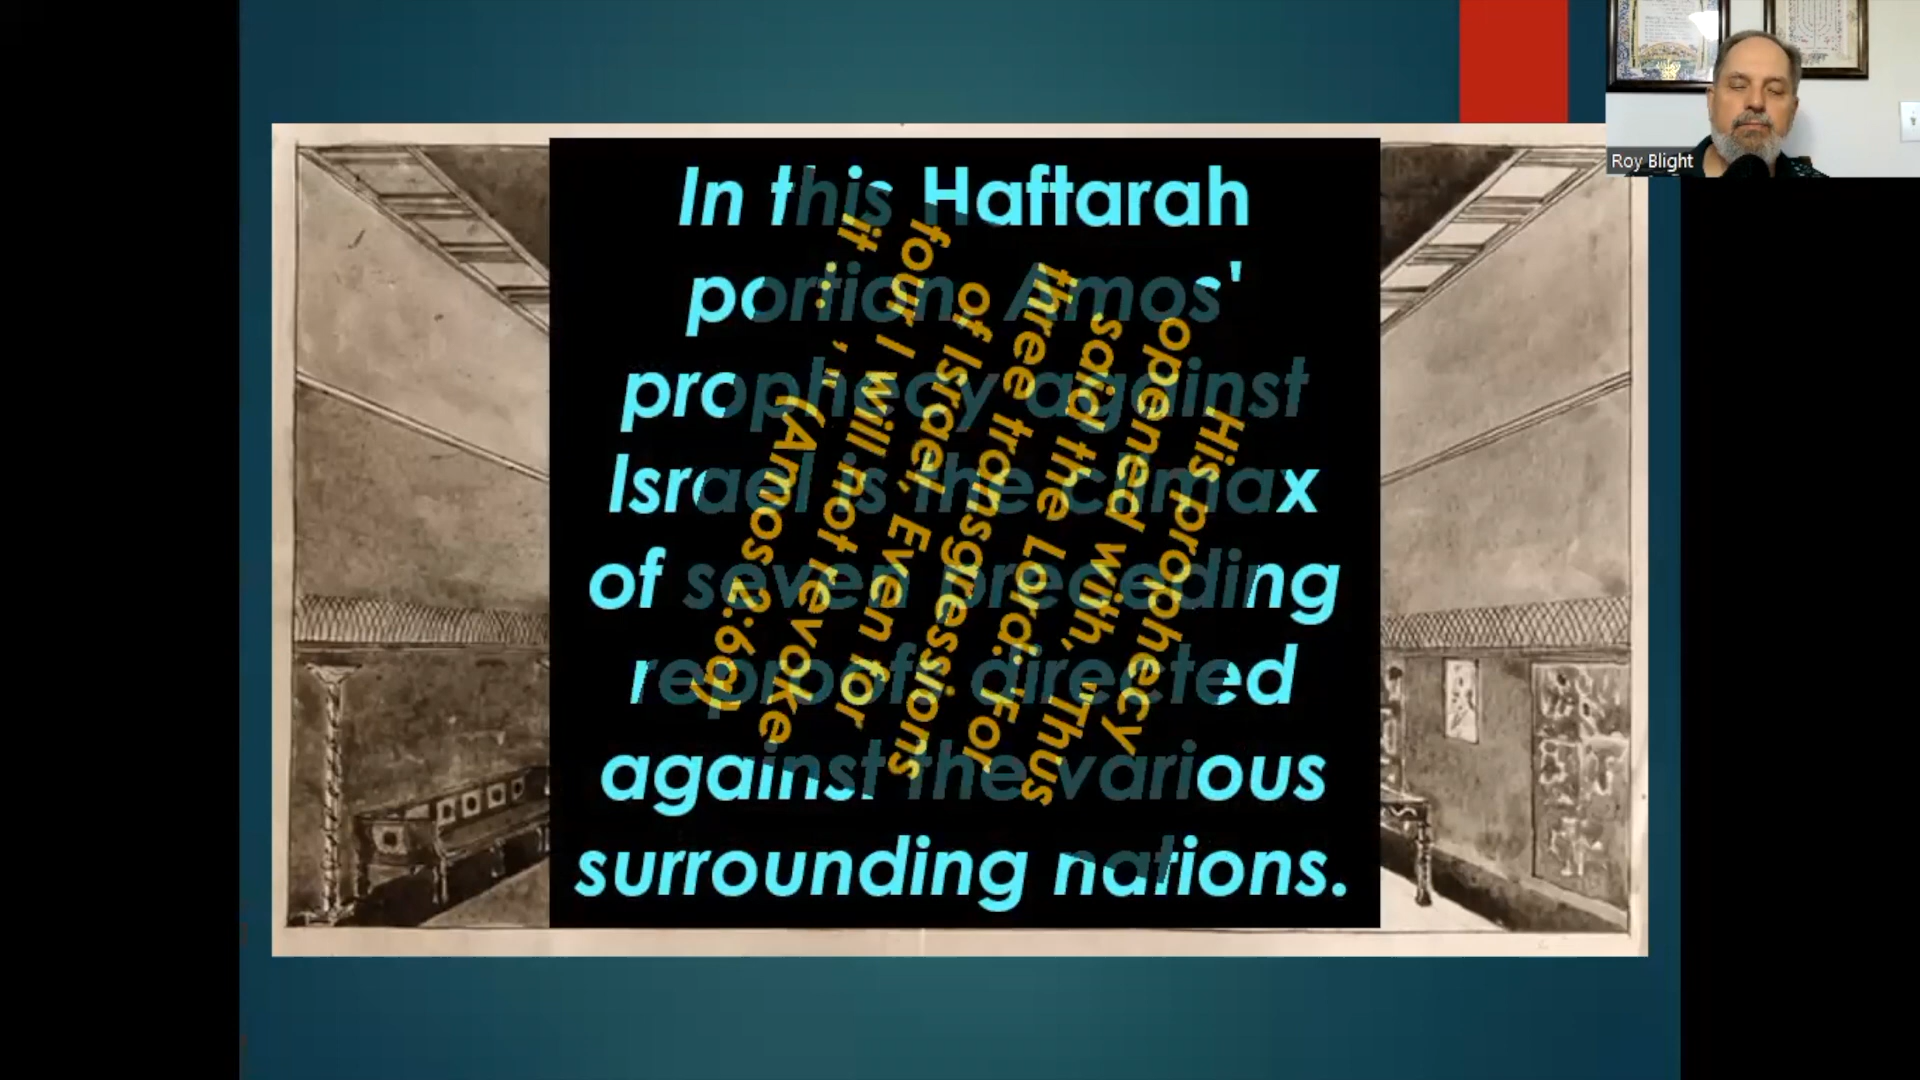 In this Haftarah
portion, Amos'
prophecy against
Israel is the climax
of seven preceding
reproofs directed
against the various
surrounding nations.
His prophecy
opened with, "Thus
said the Lord: 'For
three transgressions
of Israel, Even for
four I will not revoke
it . . .' " (Amos 2:6a)
Roy Blight